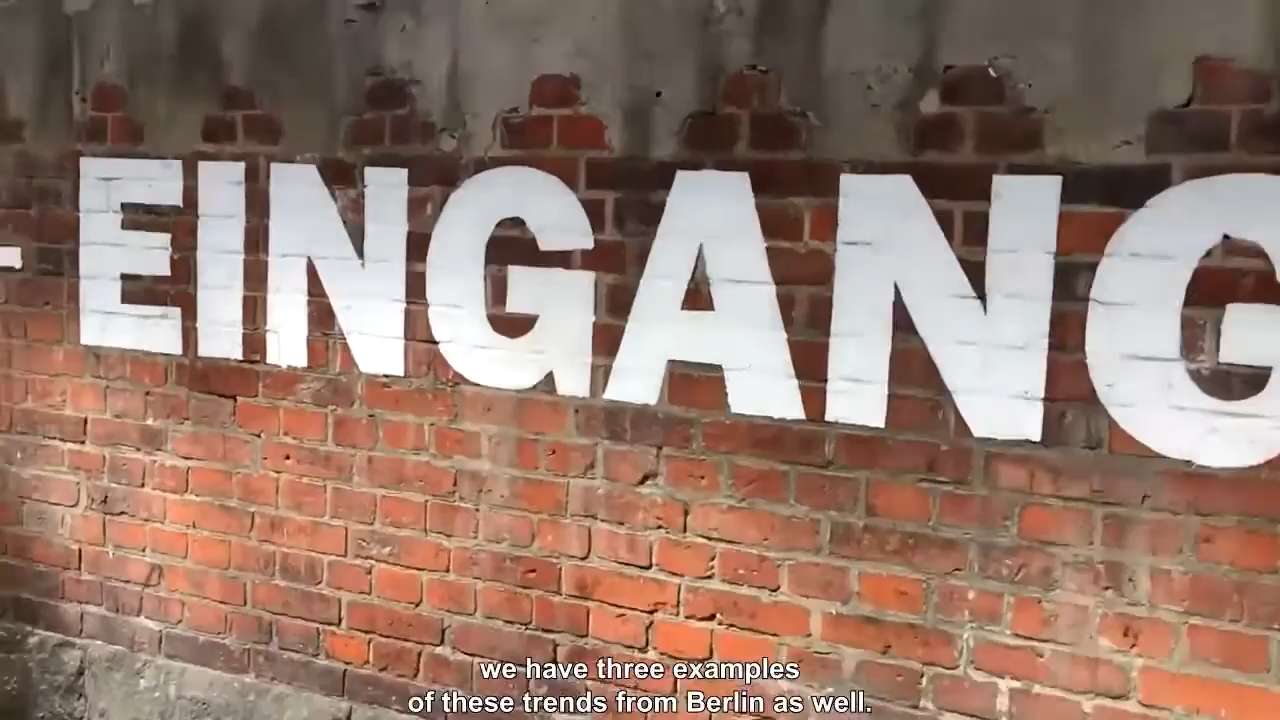 -EINGANG
we have three examples
of these trends from Berlin as well.